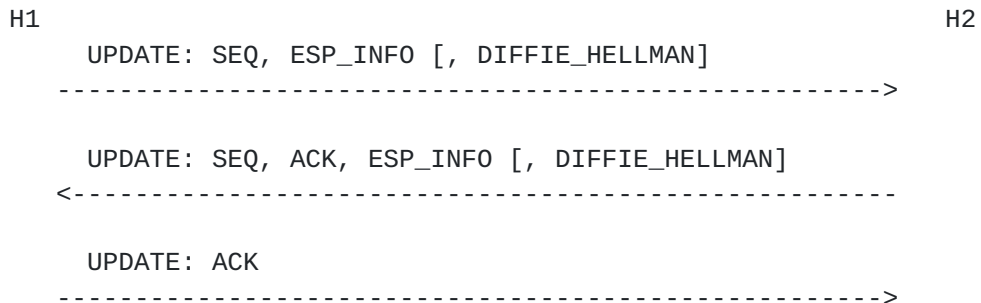 H1 H2
UPDATE: SEQ, ESP_INFO [, DIFFIE_HELLMAN]
----------------------------------------------------->
UPDATE: SEQ, ACK, ESP_INFO [, DIFFIE_HELLMAN]
<-----------------------------------------------------
UPDATE: ACK
----------------------------------------------------->